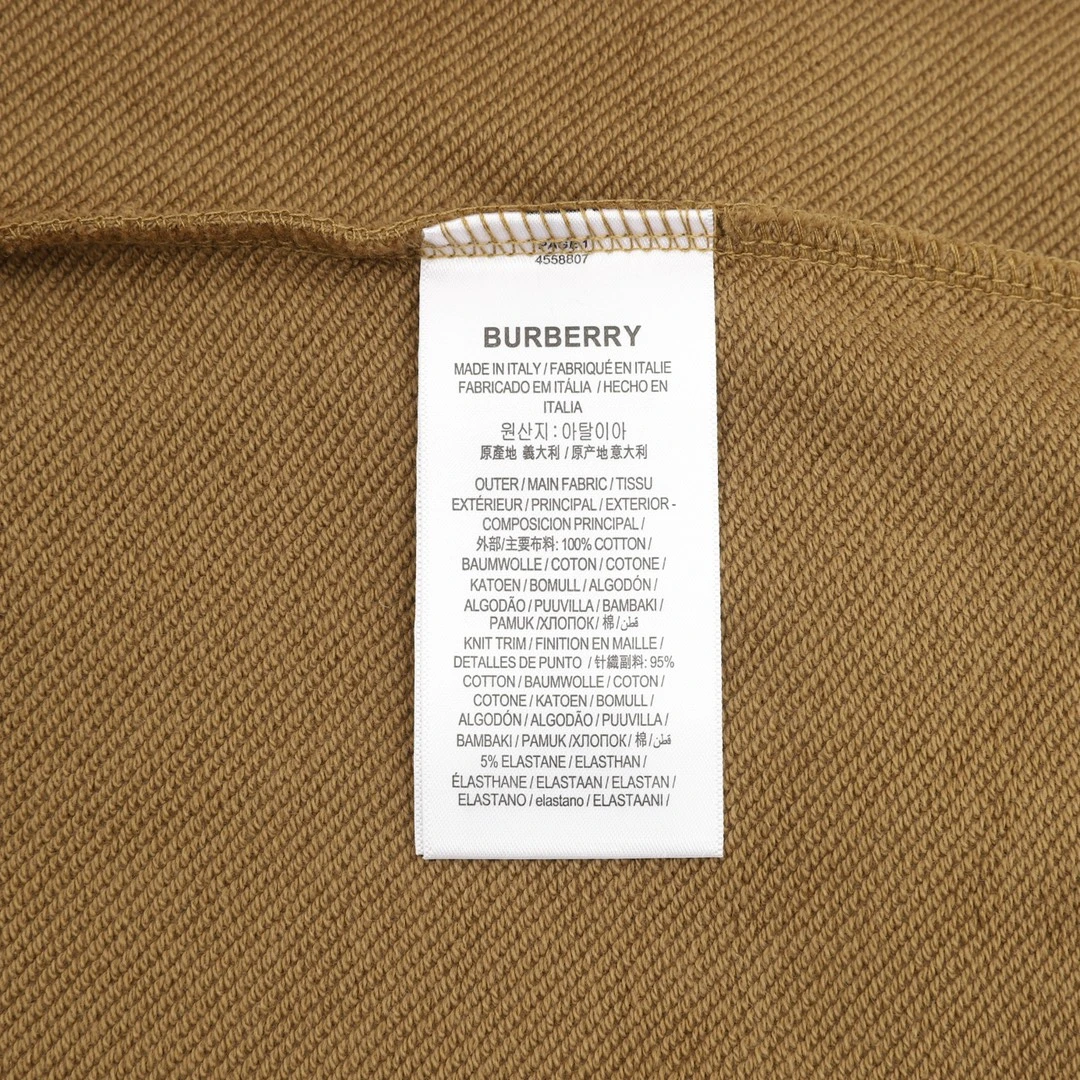 PAGE 1
4558807
BURBERRY
MADE IN ITALY / FABRIQUÉ EN ITALIE
FABRICADO EM ITÁLIA / HECHO EN
ITALIA
원산지 : 아탈이아
原產地 義大利 / 原产地 意大利
OUTER / MAIN FABRIC / TISSU
EXTÉRIEUR / PRINCIPAL / EXTERIOR -
COMPOSICION PRINCIPAL /
外部/主要布料: 100% COTTON /
BAUMWOLLE / COTON / COTONE /
KATOEN / BOMULL / ALGODÓN /
ALGODÃO / PUUVILLA / BAMBAKI /
PAMUK /ХЛОПОК / 棉 / قطن
KNIT TRIM / FINITION EN MAILLE /
DETALLES DE PUNTO / 针織副料: 95%
COTTON / BAUMWOLLE / COTON /
COTONE / KATOEN / BOMULL /
ALGODÓN / ALGODÃO / PUUVILLA /
BAMBAKI / PAMUK /ХЛОПОК / 棉 / قطن
5% ELASTANE / ELASTHAN /
ÉLASTHANE / ELASTAAN / ELASTAN /
ELASTANO / elastano / ELASTAANI /